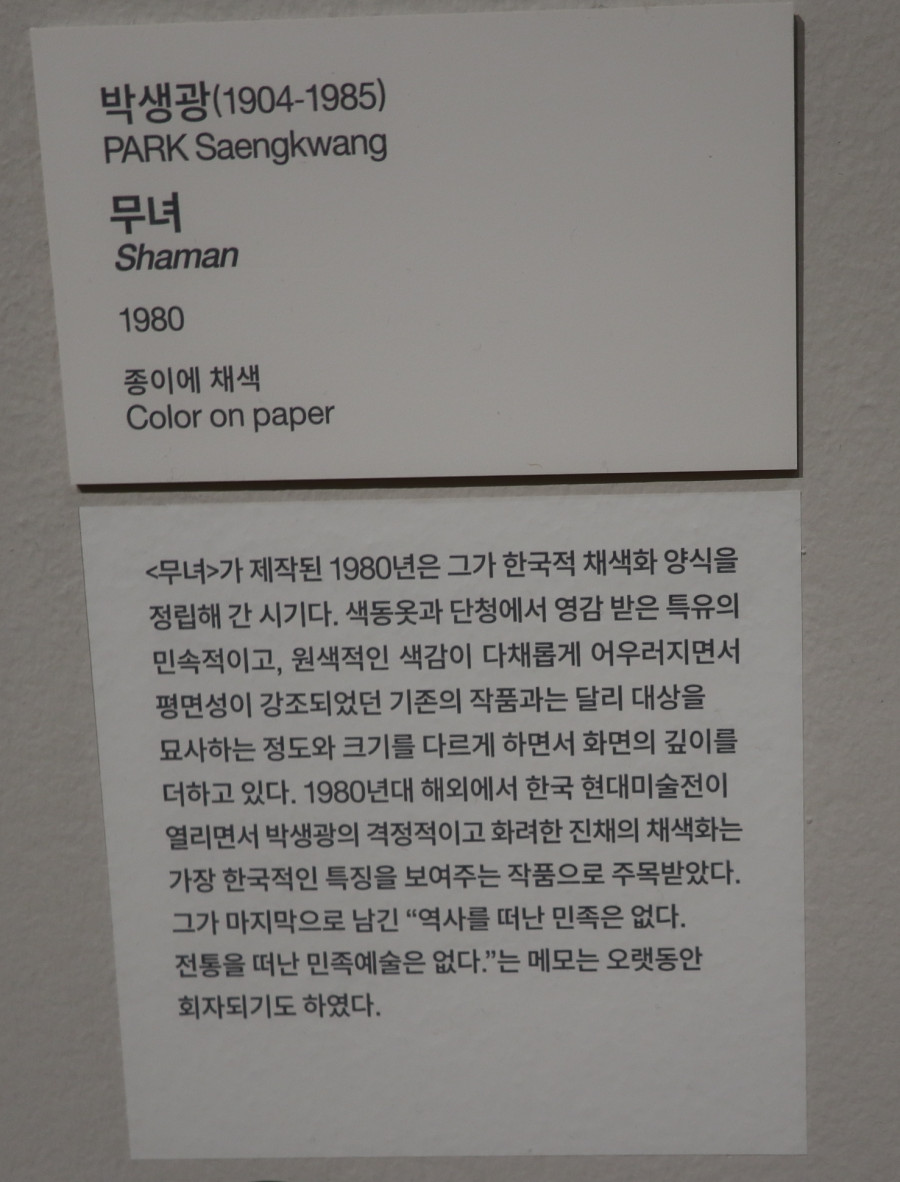 박생광(1904-1985)
PARK Saengkwang
무녀
Shaman
1980
종이에 채색
Color on paper
<무녀>가 제작된 1980년은 그가 한국적 채색화 양식을
정립해 간 시기다. 색동옷과 단청에서 영감 받은 특유의
민속적이고, 원색적인 색감이 다채롭게 어우러지면서
평면성이 강조되었던 기존의 작품과는 달리 대상을
묘사하는 정도와 크기를 다르게 하면서 화면의 깊이를
더하고 있다. 1980년대 해외에서 한국 현대미술전이
열리면서 박생광의 격정적이고 화려한 진채의 채색화는
가장 한국적인 특징을 보여주는 작품으로 주목받았다.
그가 마지막으로 남긴 “역사를 떠난 민족은 없다.
전통을 떠난 민족예술은 없다.”는 메모는 오랫동안
회자되기도 하였다.